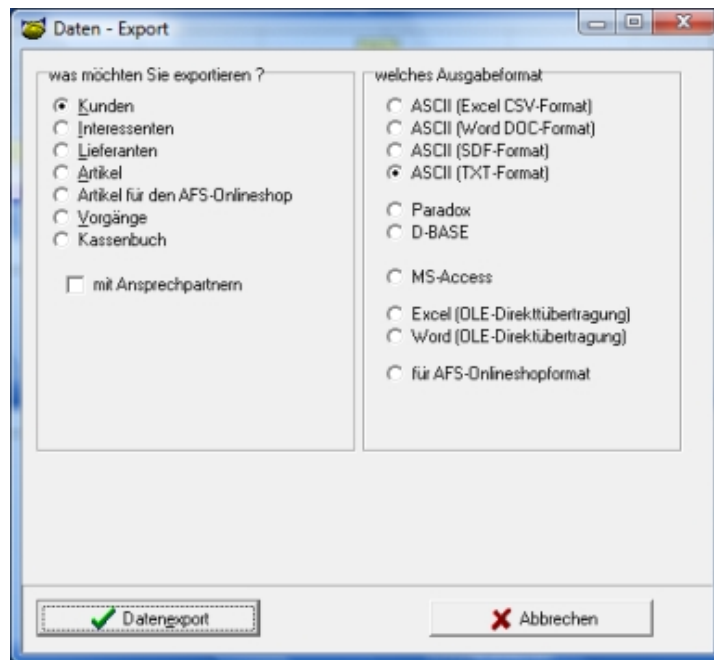 Daten - Export
was möchten Sie exportieren ?
Kunden
Interessenten
Lieferanten
Artikel
Artikel für den AFS-Onlineshop
Vorgänge
Kassenbuch
mit Ansprechpartnern
welches Ausgabeformat
ASCII (Excel CSV-Format)
ASCII (Word DOC-Format)
ASCII (SDF-Format)
ASCII (TXT-Format)
Paradox
D-BASE
MS-Access
Excel (OLE-Direkttübertragung)
Word (OLE-Direktübertragung)
für AFS-Onlineshopformat
Datenexport
Abbrechen